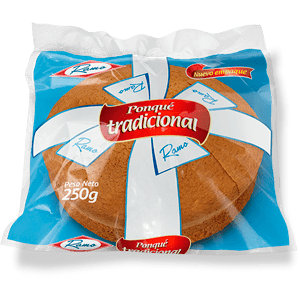 Ramo
Nuevo empaque
Ponqué
tradicional
Ramo
Ramo
Peso Neto
250g
Ramo
Ponqué
tradicional